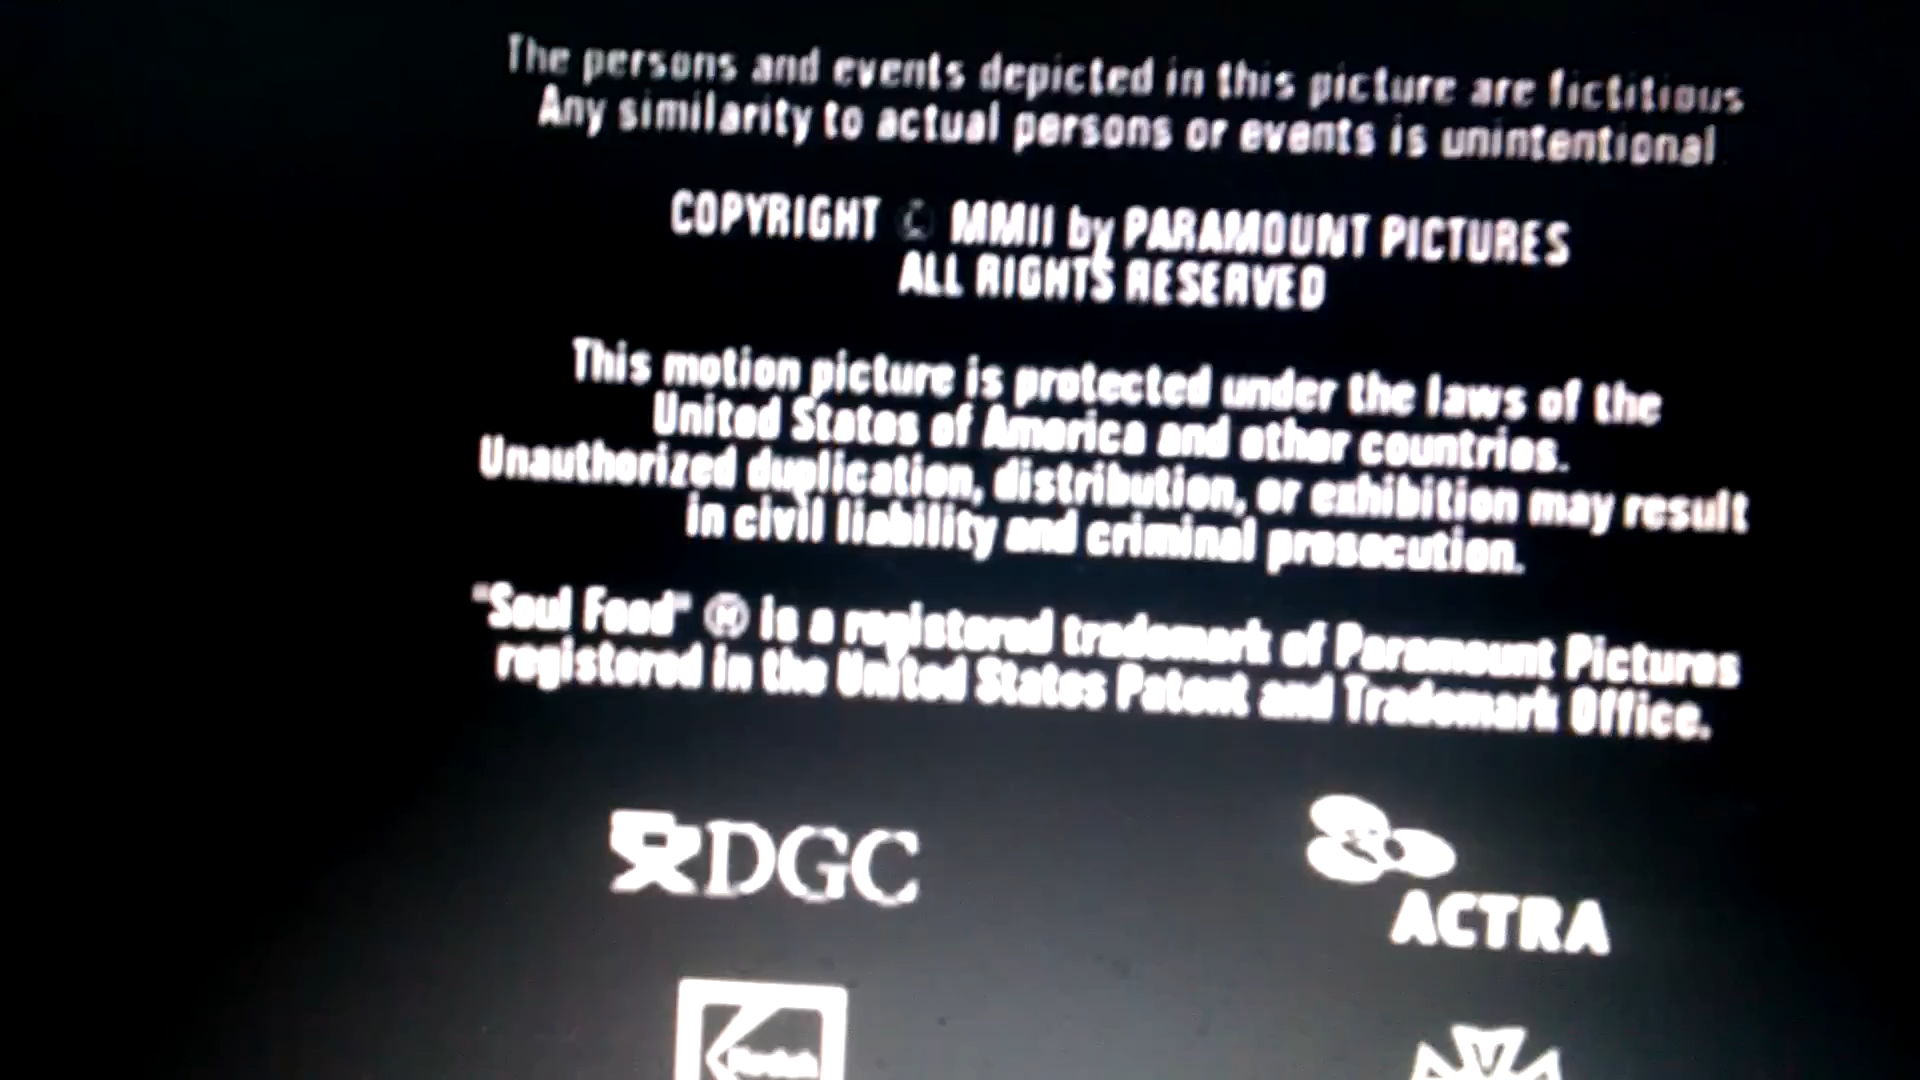 The persons and events depicted in this picture are fictitious
Any similarity to actual persons or events is unintentional
COPYRIGHT © MMII by PARAMOUNT PICTURES
ALL RIGHTS RESERVED
This motion picture is protected under the laws of the
United States of America and other countries.
Unauthorized duplication, distribution, or exhibition may result
in civil liability and criminal prosecution.
"Soul Food" ® is a registered trademark of Paramount Pictures
registered in the United States Patent and Trademark Office.
DGC
ACTRA
Kodak